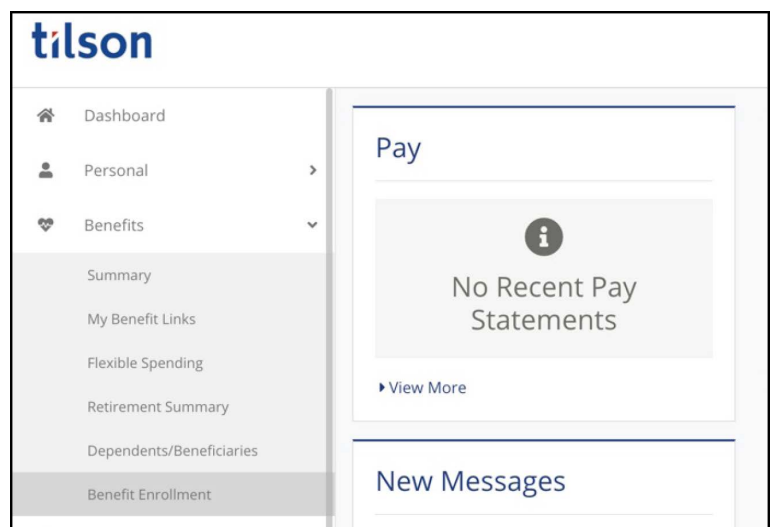 tilson
Dashboard
Personal
Benefits
Summary
My Benefit Links
Flexible Spending
Retirement Summary
Dependents/Beneficiaries
Benefit Enrollment
Pay
No Recent Pay
Statements
View More
New Messages